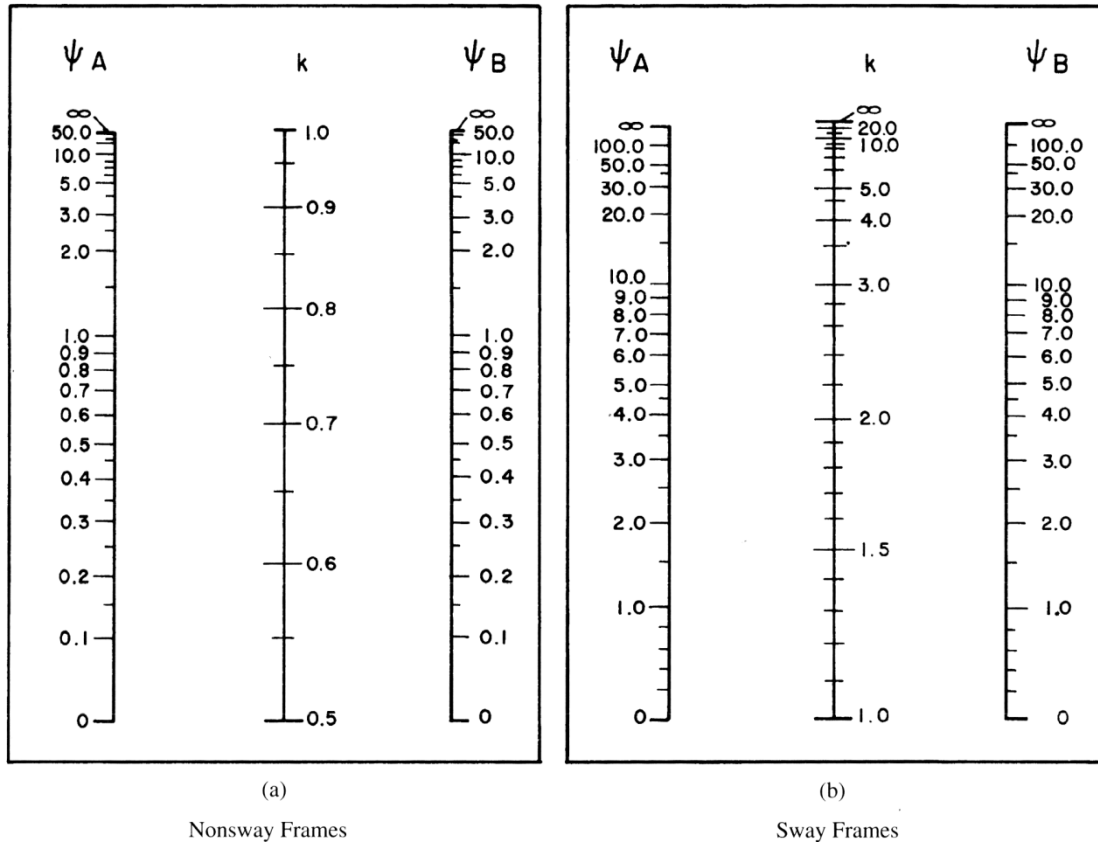 ψA k ψB
∞ ∞
50.0 1.0 50.0
10.0 10.0
5.0 0.9 5.0
3.0 3.0
2.0 2.0
0.8
1.0 1.0
0.9 0.9
0.8 0.8
0.7 0.7
0.6 0.7 0.6
0.5 0.5
0.4 0.4
0.3 0.3
0.2 0.6 0.2
0.1 0.1
0 0.5 0
(a)
Nonsway Frames
ψA k ψB
∞ ∞ ∞
100.0 20.0 100.0
50.0 10.0 50.0
30.0 5.0 30.0
20.0 4.0 20.0
10.0 3.0 10.0
9.0 9.0
8.0 8.0
7.0 7.0
6.0 6.0
5.0 5.0
4.0 2.0 4.0
3.0 3.0
2.0 2.0
1.5
1.0 1.0
0 1.0 0
(b)
Sway Frames